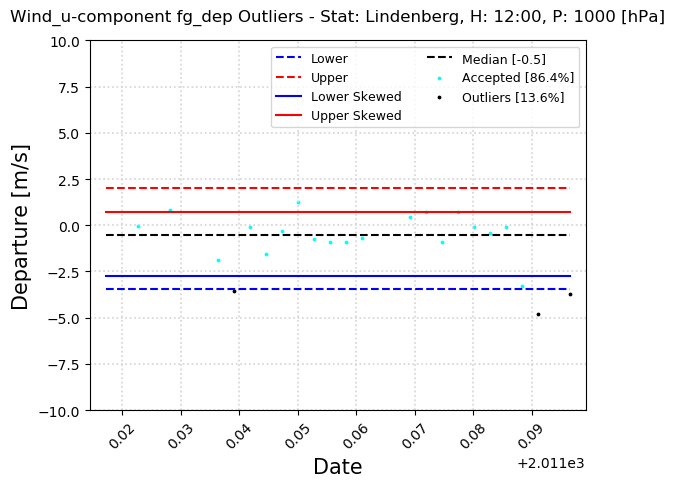 Wind_u-component fg_dep Outliers - Stat: Lindenberg, H: 12:00, P: 1000 [hPa]
Lower
Upper
Lower Skewed
Upper Skewed
Median [-0.5]
Accepted [86.4%]
Outliers [13.6%]
Departure [m/s]
10.0
7.5
5.0
2.5
0.0
−2.5
−5.0
−7.5
−10.0
0.02
0.03
0.04
0.05
0.06
0.07
0.08
0.09
+2.011e3
Date